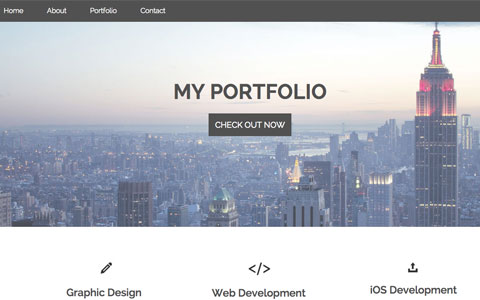 Home About Portfolio Contact
MY PORTFOLIO
CHECK OUT NOW
</>
Graphic Design Web Development iOS Development